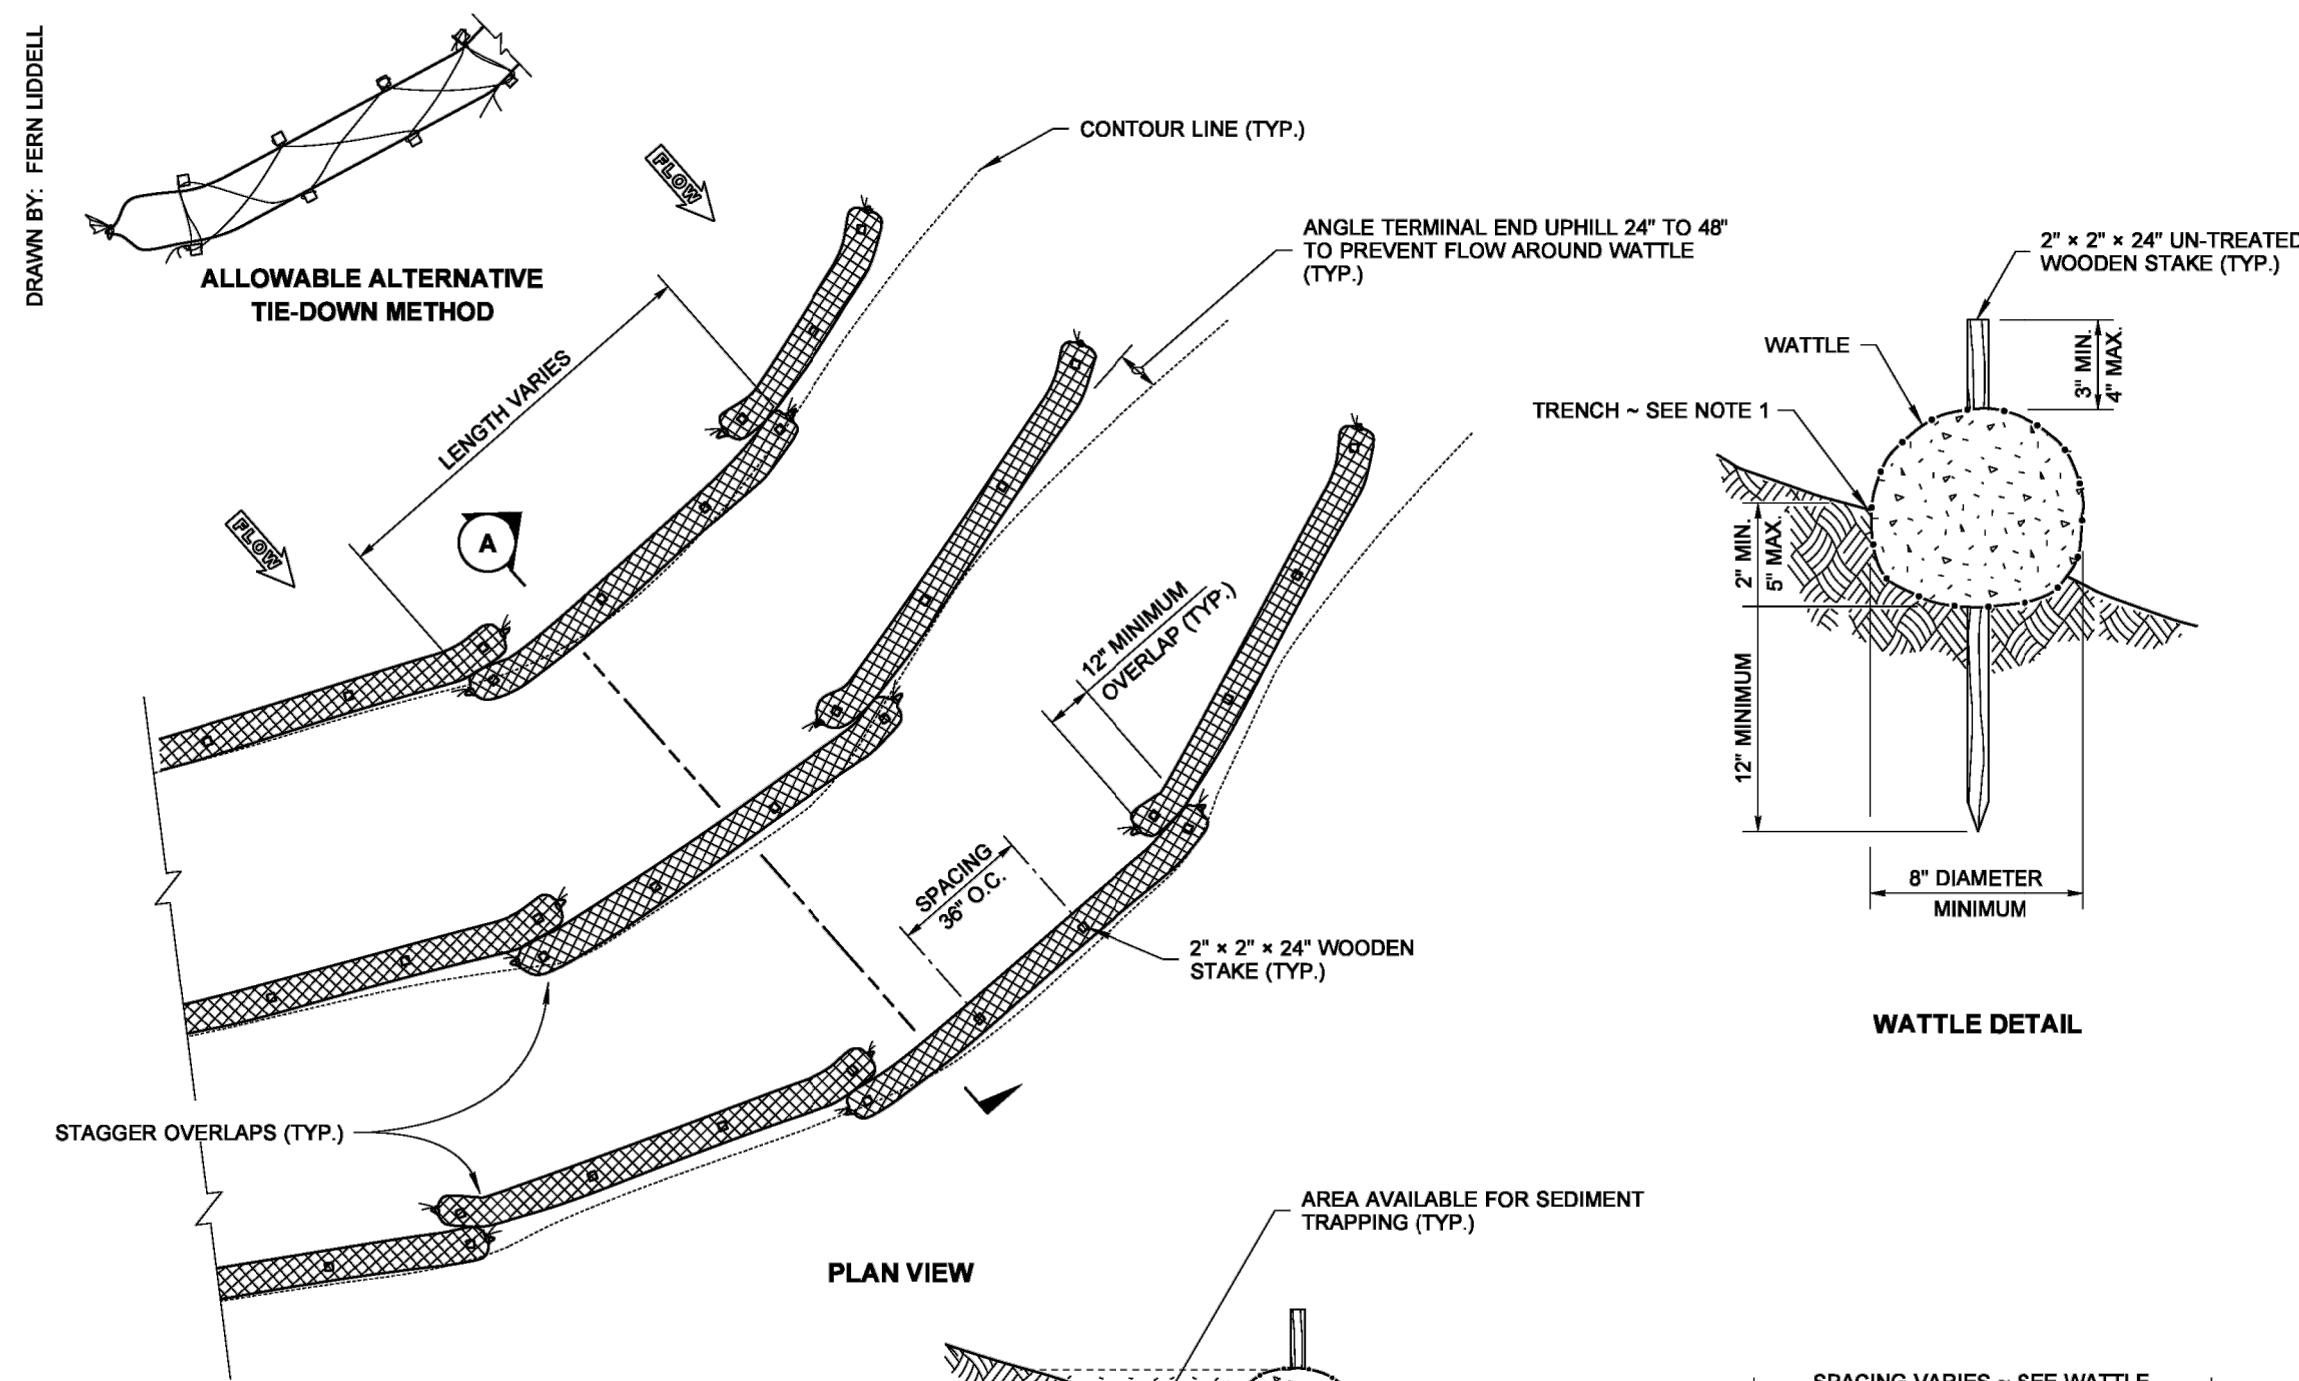 DRAWN BY: FERN LIDDELL
ALLOWABLE ALTERNATIVE
TIE-DOWN METHOD
FLOW
CONTOUR LINE (TYP.)
ANGLE TERMINAL END UPHILL 24" TO 48"
TO PREVENT FLOW AROUND WATTLE
(TYP.)
LENGTH VARIES
FLOW
A
12" MINIMUM
OVERLAP (TYP.)
SPACING
36" O.C.
2" × 2" × 24" WOODEN
STAKE (TYP.)
STAGGER OVERLAPS (TYP.)
PLAN VIEW
2" × 2" × 24" UN-TREATED
WOODEN STAKE (TYP.)
WATTLE
3" MIN.
4" MAX.
TRENCH ~ SEE NOTE 1
2" MIN.
5" MAX.
12" MINIMUM
8" DIAMETER
MINIMUM
WATTLE DETAIL
AREA AVAILABLE FOR SEDIMENT
TRAPPING (TYP.)
SPACING VARIES ~ SEE WATTLE